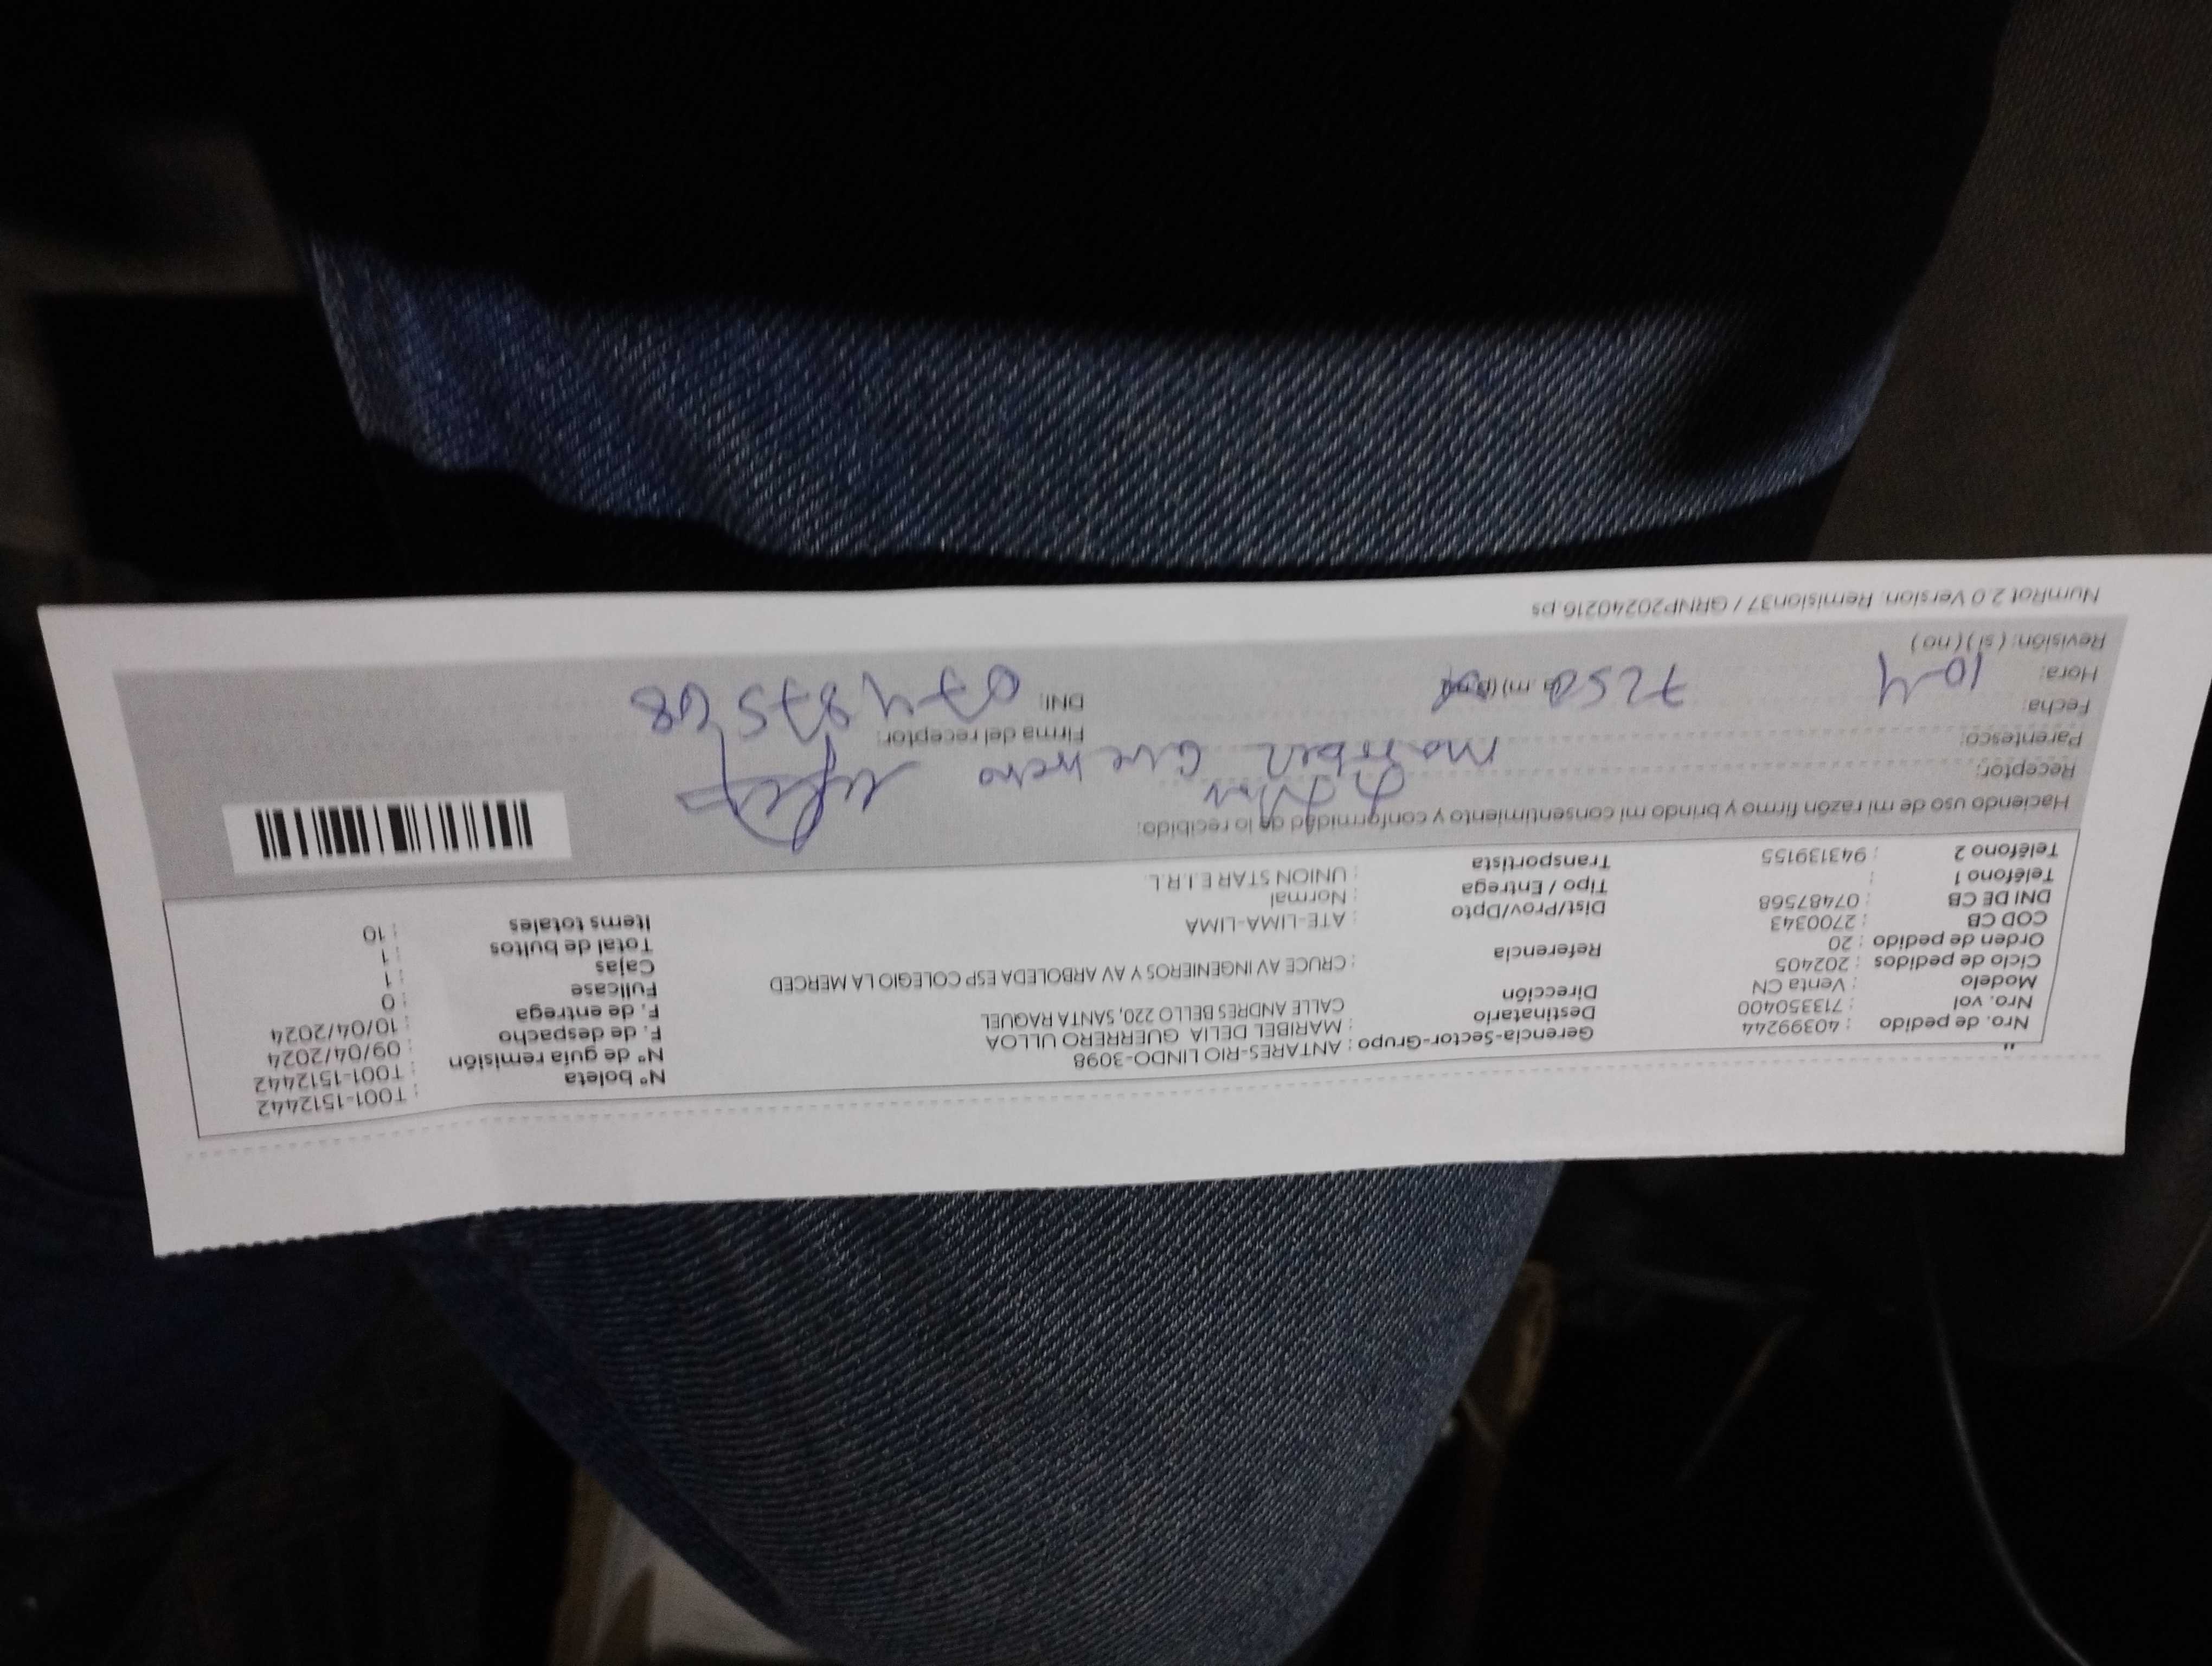 "
Nro. de pedido : 40399244 Gerencia-Sector-Grupo : ANTARES-RIO LINDO-3098 Nº boleta : T001-1512442
Nro. vol : 713350400 Destinatario : MARIBEL DELIA GUERRERO ULLOA Nº de guia remisión : T001-1512442
Modelo : Venta CN Dirección CALLE ANDRES BELLO 220, SANTA RAQUEL F. de despacho : 09/04/2024
Ciclo de pedidos : 202405 F. de entrega : 10/04/2024
Orden de pedido : 20 Referencia : CRUCE AV INGENIEROS Y AV ARBOLEDA ESP COLEGIO LA MERCED Fullcase : 0
COD CB : 2700343 Dist/Prov/Dpto : ATE-LIMA-LIMA Cajas : 1
DNI DE CB : 07487568 Tipo / Entrega : Normal Total de bultos : 1
Teléfono 1 : Transportista : UNION STAR E.I.R.L. Items totales : 10
Teléfono 2 : 943139155
Haciendo uso de mi razón firmo y brindo mi consentimiento y conformidad de lo recibido:
Receptor:
Parentesco: Maribel Guerrero Firma del receptor:
Fecha: 10-4
Hora: DNI: 07487568
Revisión: ( si ) ( no )
NumRot 2.0 Version: Remision37 / GRNP20240216.ps